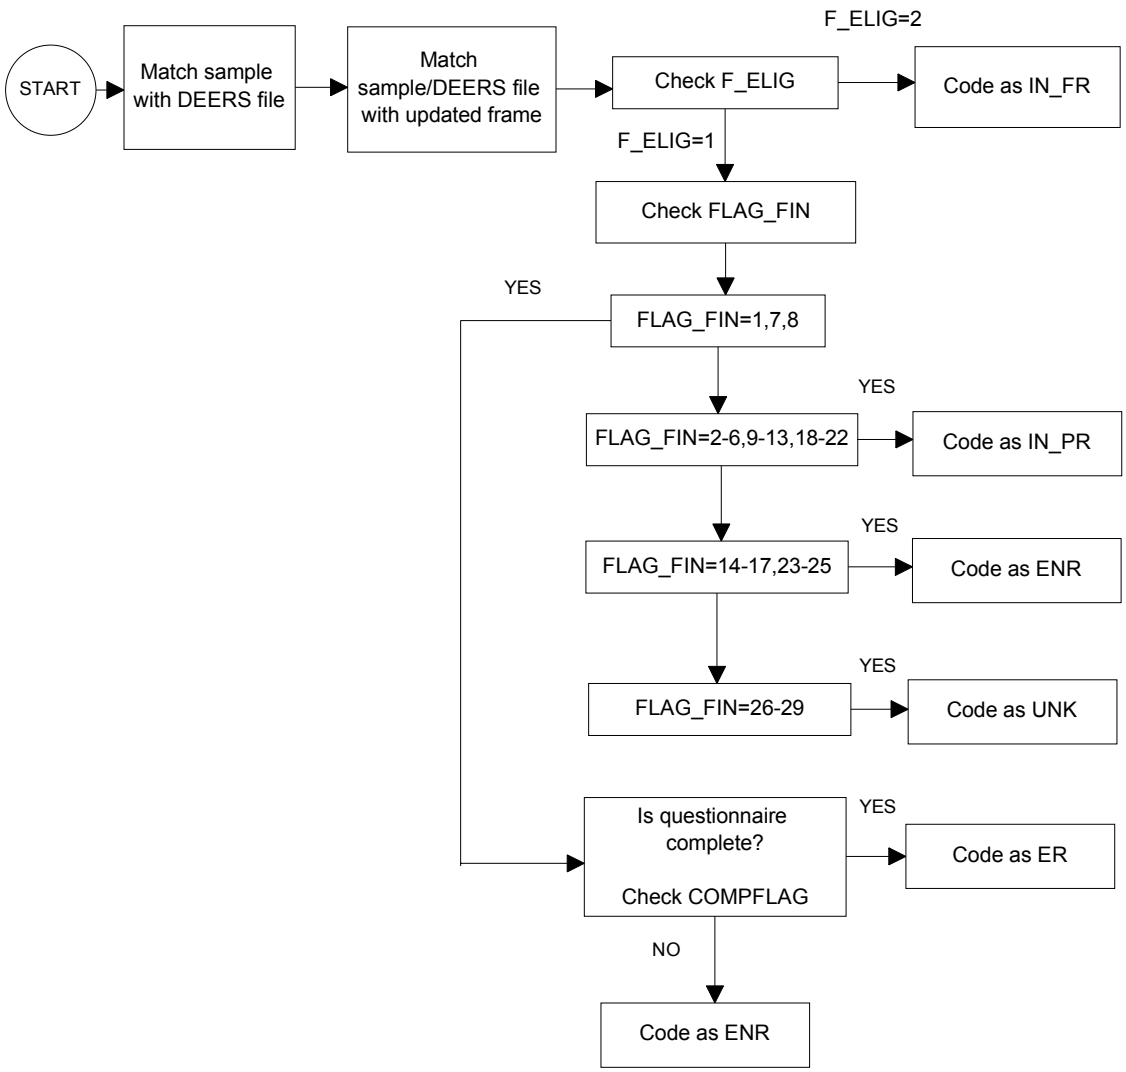 F_ELIG=2
START
Match sample
with DEERS file
Match
sample/DEERS file
with updated frame
Check F_ELIG
Code as IN_FR
F_ELIG=1
Check FLAG_FIN
YES
FLAG_FIN=1,7,8
YES
FLAG_FIN=2-6,9-13,18-22
Code as IN_PR
YES
FLAG_FIN=14-17,23-25
Code as ENR
YES
FLAG_FIN=26-29
Code as UNK
Is questionnaire
complete?
Check COMPFLAG
YES
Code as ER
NO
Code as ENR